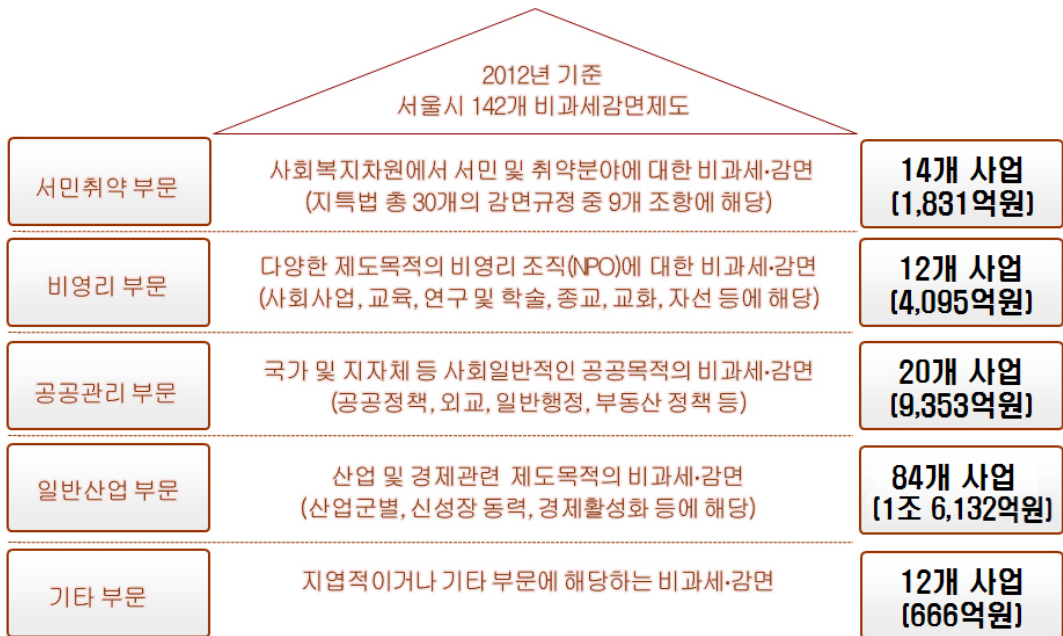 2012년 기준
서울시 142개 비과세감면제도
서민취약 부문
사회복지차원에서 서민 및 취약분야에 대한 비과세·감면
(지특법 총 30개의 감면규정 중 9개 조항에 해당)
14개 사업
(1,831억원)
비영리 부문
다양한 제도목적의 비영리 조직(NPO)에 대한 비과세·감면
(사회사업, 교육, 연구 및 학술, 종교, 교화, 자선 등에 해당)
12개 사업
(4,095억원)
공공관리 부문
국가 및 지자체 등 사회일반적인 공공목적의 비과세·감면
(공공정책, 외교, 일반행정, 부동산 정책 등)
20개 사업
(9,353억원)
일반산업 부문
산업 및 경제관련 제도목적의 비과세·감면
(산업군별, 신성장 동력, 경제활성화 등에 해당)
84개 사업
(1조 6,132억원)
기타 부문
지엽적이거나 기타 부문에 해당하는 비과세·감면
12개 사업
(666억원)